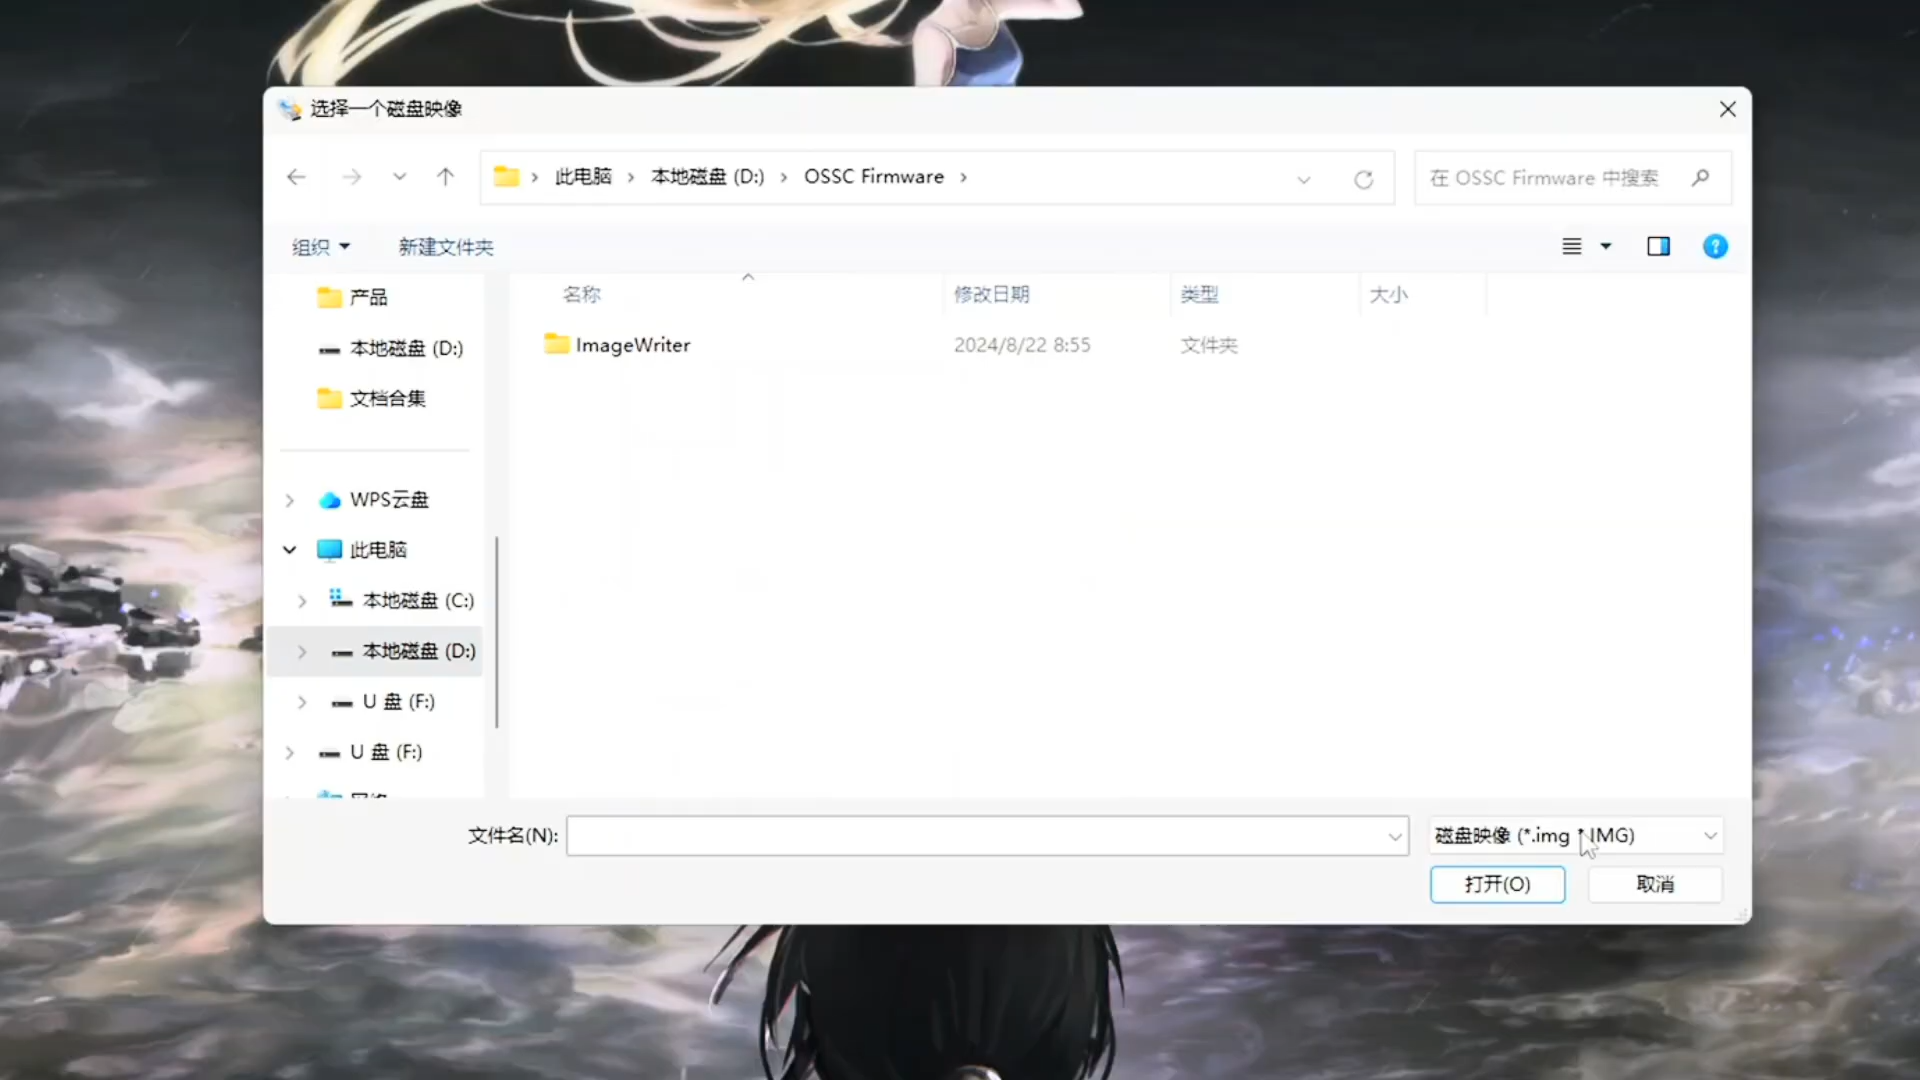 选择一个磁盘映像
此电脑 本地磁盘 (D:) OSSC Firmware
在 OSSC Firmware 中搜索
组织 新建文件夹
名称 修改日期 类型 大小
ImageWriter 2024/8/22 8:55 文件夹
产品
本地磁盘 (D:)
文档合集
WPS云盘
此电脑
本地磁盘 (C:)
本地磁盘 (D:)
U 盘 (F:)
U 盘 (F:)
网络
文件名(N):
磁盘映像 (*.img *.IMG)
打开(O) 取消